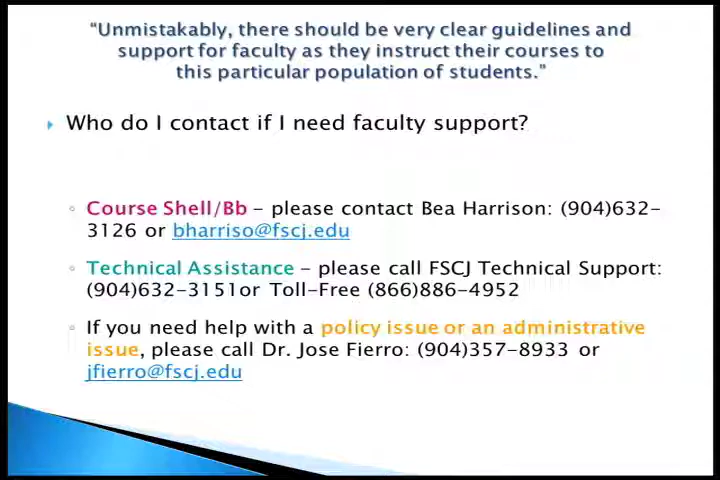 “Unmistakably, there should be very clear guidelines and
support for faculty as they instruct their courses to
this particular population of students.”
Who do I contact if I need faculty support?
Course Shell/Bb – please contact Bea Harrison: (904)632-
3126 or bharriso@fscj.edu
Technical Assistance – please call FSCJ Technical Support:
(904)632-3151or Toll-Free (866)886-4952
If you need help with a policy issue or an administrative
issue, please call Dr. Jose Fierro: (904)357-8933 or
jfierro@fscj.edu